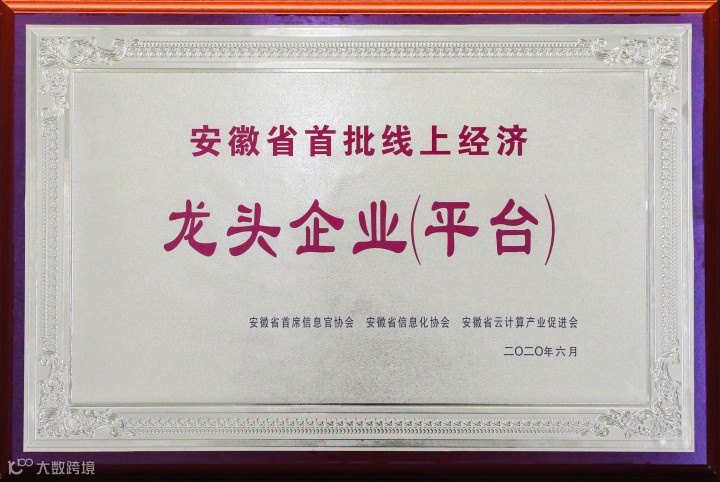 安徽省首批线上经济
龙头企业(平台)
安徽省首席信息官协会 安徽省信息化协会 安徽省云计算产业促进会
二〇二〇年六月
大数跨境